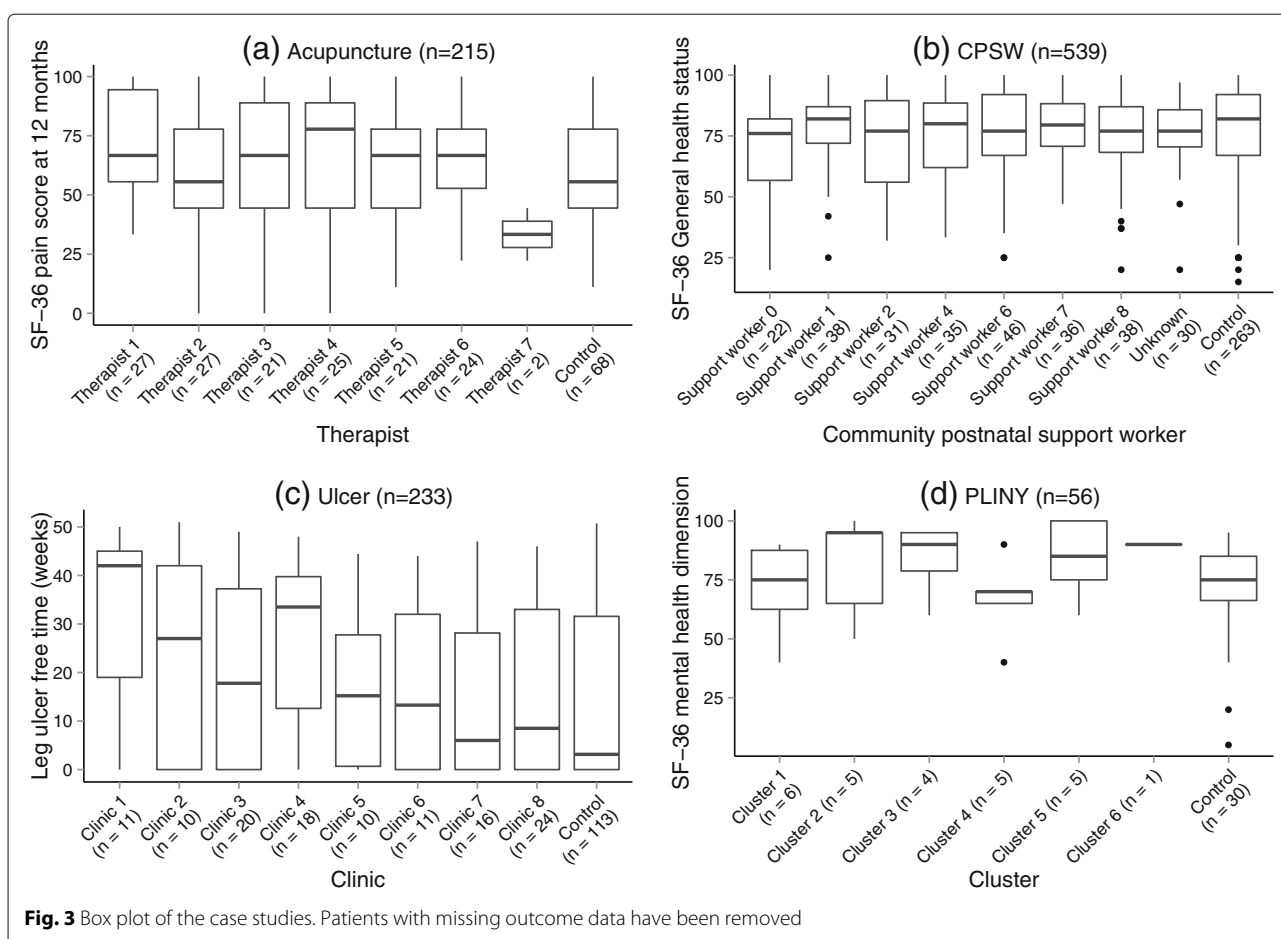 (a) Acupuncture (n=215)
SF−36 pain score at 12 months
100
75
50
25
0
Therapist 1
(n = 27)
Therapist 2
(n = 27)
Therapist 3
(n = 21)
Therapist 4
(n = 25)
Therapist 5
(n = 21)
Therapist 6
(n = 24)
Therapist 7
(n = 2)
Control
(n = 68)
Therapist
(b) CPSW (n=539)
SF−36 General health status
100
75
50
25
Support worker 0
(n = 22)
Support worker 1
(n = 38)
Support worker 2
(n = 31)
Support worker 4
(n = 35)
Support worker 6
(n = 46)
Support worker 7
(n = 36)
Support worker 8
(n = 38)
Unknown
(n = 30)
Control
(n = 263)
Community postnatal support worker
(c) Ulcer (n=233)
Leg ulcer free time (weeks)
50
40
30
20
10
0
Clinic 1
(n = 11)
Clinic 2
(n = 10)
Clinic 3
(n = 20)
Clinic 4
(n = 18)
Clinic 5
(n = 10)
Clinic 6
(n = 11)
Clinic 7
(n = 16)
Clinic 8
(n = 24)
Control
(n = 113)
Clinic
(d) PLINY (n=56)
SF−36 mental health dimension
100
75
50
25
Cluster 1
(n = 6)
Cluster 2 (n = 5)
Cluster 3 (n = 4)
Cluster 4 (n = 5)
Cluster 5 (n = 5)
Cluster 6 (n = 1)
Control
(n = 30)
Cluster
Fig. 3 Box plot of the case studies. Patients with missing outcome data have been removed